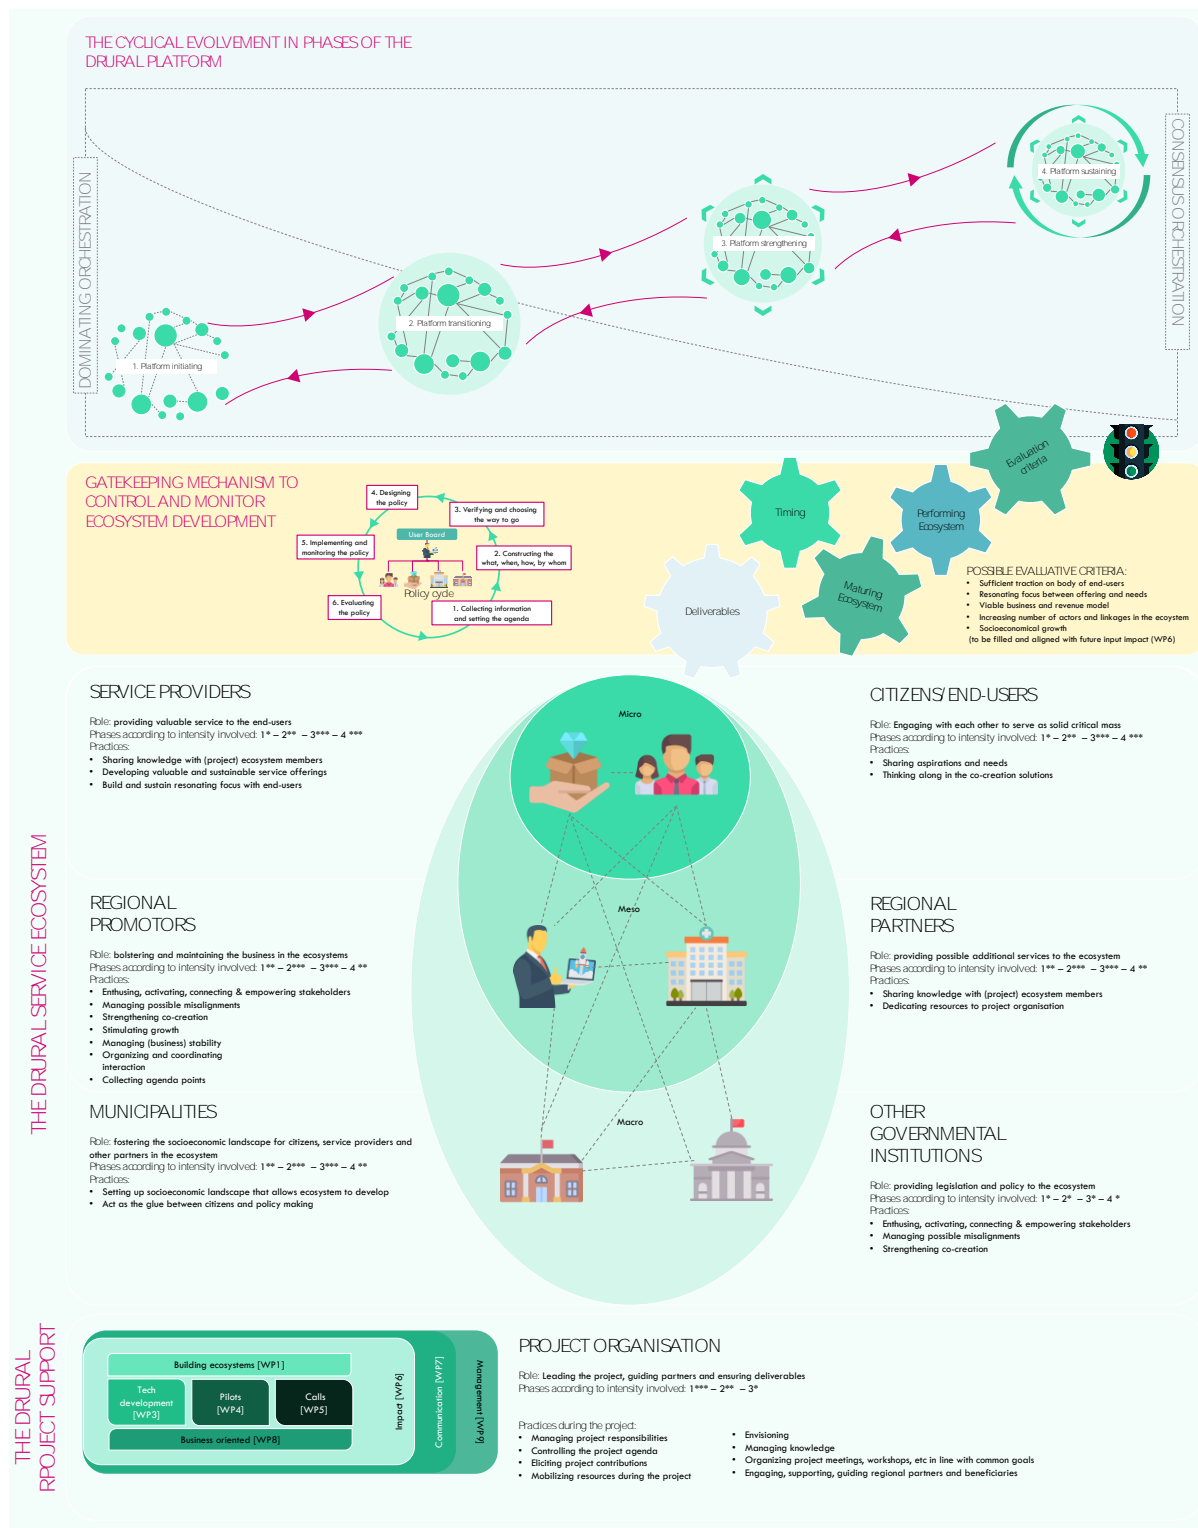 THE CYCLICAL EVOLVEMENT IN PHASES OF THE
DRURAL PLATFORM
DOMINATING ORCHESTRATION
CONSENSUS ORCHESTRATION
1. Platform initiating
2. Platform transitioning
3. Platform strengthening
4. Platform sustaining
GATEKEEPING MECHANISM TO
CONTROL AND MONITOR
ECOSYSTEM DEVELOPMENT
4. Designing
the policy
3. Verifying and choosing
the way to go
User Board
5. Implementing and
monitoring the policy
2. Constructing the
what, when, how, by whom
Policy cycle
6. Evaluating
the policy
1. Collecting information
and setting the agenda
Deliverables
Timing
Maturing
Ecosystem
Performing
Ecosystem
Evaluation
criteria
POSSIBLE EVALUATIVE CRITERIA:
• Sufficient traction on body of end-users
• Resonating focus between offering and needs
• Viable business and revenue model
• Increasing number of actors and linkages in the ecosystem
• Socioeconomical growth
(to be filled and aligned with future input impact (WP6)
THE DRURAL SERVICE ECOSYSTEM
SERVICE PROVIDERS
Role: providing valuable service to the end-users
Phases according to intensity involved: 1* – 2** – 3*** – 4 ***
Practices:
• Sharing knowledge with (project) ecosystem members
• Developing valuable and sustainable service offerings
• Build and sustain resonating focus with end-users
Micro
CITIZENS/END-USERS
Role: Engaging with each other to serve as solid critical mass
Phases according to intensity involved: 1* – 2** – 3*** – 4 ***
Practices:
• Sharing aspirations and needs
• Thinking along in the co-creation solutions
REGIONAL
PROMOTORS
Role: bolstering and maintaining the business in the ecosystems
Phases according to intensity involved: 1** – 2*** – 3*** – 4 **
Practices:
• Enthusing, activating, connecting & empowering stakeholders
• Managing possible misalignments
• Strengthening co-creation
• Stimulating growth
• Managing (business) stability
• Organizing and coordinating
interaction
• Collecting agenda points
Meso
REGIONAL
PARTNERS
Role: providing possible additional services to the ecosystem
Phases according to intensity involved: 1** – 2*** – 3*** – 4 **
Practices:
• Sharing knowledge with (project) ecosystem members
• Dedicating resources to project organisation
MUNICIPALITIES
Role: fostering the socioeconomic landscape for citizens, service providers and
other partners in the ecosystem
Phases according to intensity involved: 1** – 2*** – 3*** – 4 **
Practices:
• Setting up socioeconomic landscape that allows ecosystem to develop
• Act as the glue between citizens and policy making
Macro
OTHER
GOVERNMENTAL
INSTITUTIONS
Role: providing legislation and policy to the ecosystem
Phases according to intensity involved: 1* – 2* – 3* – 4 *
Practices:
• Enthusing, activating, connecting & empowering stakeholders
• Managing possible misalignments
• Strengthening co-creation
THE DRURAL
RPOJECT SUPPORT
Building ecosystems [WP1]
Tech
development
[WP3]
Pilots
[WP4]
Calls
[WP5]
Business oriented [WP8]
Impact [WP6]
Communication [WP7]
Management [WP9]
PROJECT ORGANISATION
Role: Leading the project, guiding partners and ensuring deliverables
Phases according to intensity involved: 1*** – 2** – 3*
Practices during the project:
• Managing project responsibilities
• Controlling the project agenda
• Eliciting project contributions
• Mobilizing resources during the project
• Envisioning
• Managing knowledge
• Organizing project meetings, workshops, etc in line with common goals
• Engaging, supporting, guiding regional partners and beneficiaries